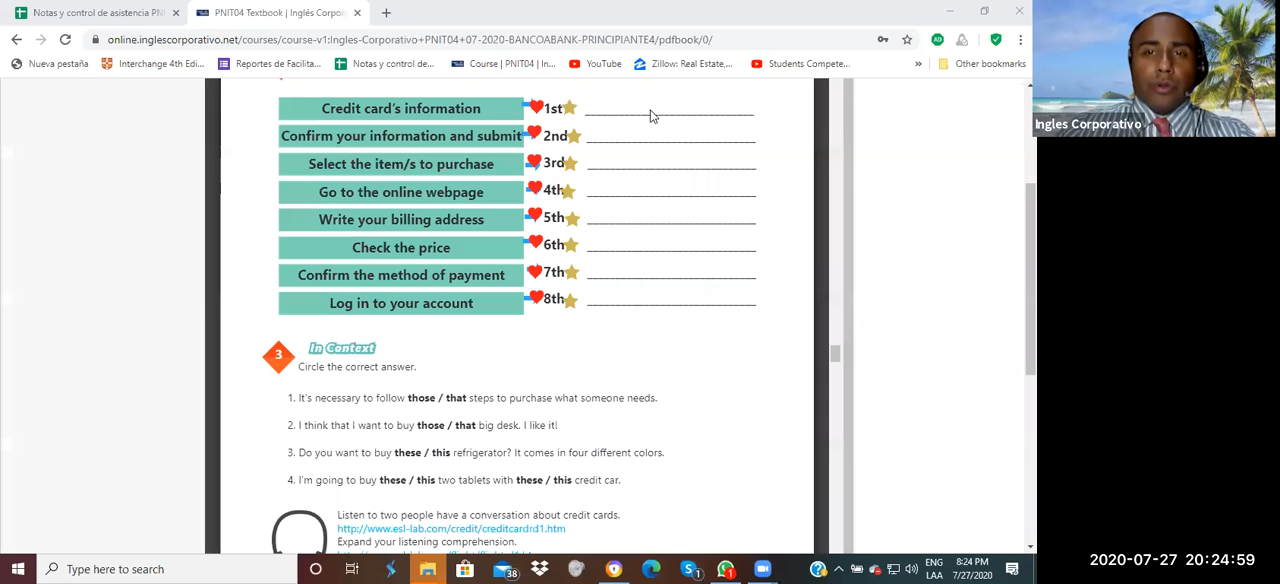 Notas y control de asistencia PNI
PNIT04 Textbook | Inglés Corpor
online.inglescorporativo.net/courses/course-v1:Ingles-Corporativo+PNIT04+07-2020-BANCOABANK-PRINCIPIANTE4/pdfbook/0/
Nueva pestaña
Interchange 4th Edi...
Reportes de Facilita...
Notas y control de...
Course | PNIT04 | In...
YouTube
Zillow: Real Estate,...
Students Compete...
»
Other bookmarks
Ingles Corporativo
Credit card's information 1st
Confirm your information and submit 2nd
Select the item/s to purchase 3rd
Go to the online webpage 4th
Write your billing address 5th
Check the price 6th
Confirm the method of payment 7th
Log in to your account 8th
3 In Context
Circle the correct answer.
1. It's necessary to follow those / that steps to purchase what someone needs.
2. I think that I want to buy those / that big desk. I like it!
3. Do you want to buy these / this refrigerator? It comes in four different colors.
4. I'm going to buy these / this two tablets with these / this credit car.
Listen to two people have a conversation about credit cards.
http://www.esl-lab.com/credit/creditcardrd1.htm
Expand your listening comprehension.
Type here to search
38
1
ENG
LAA
8:24 PM
7/27/2020
2020-07-27 20:24:59